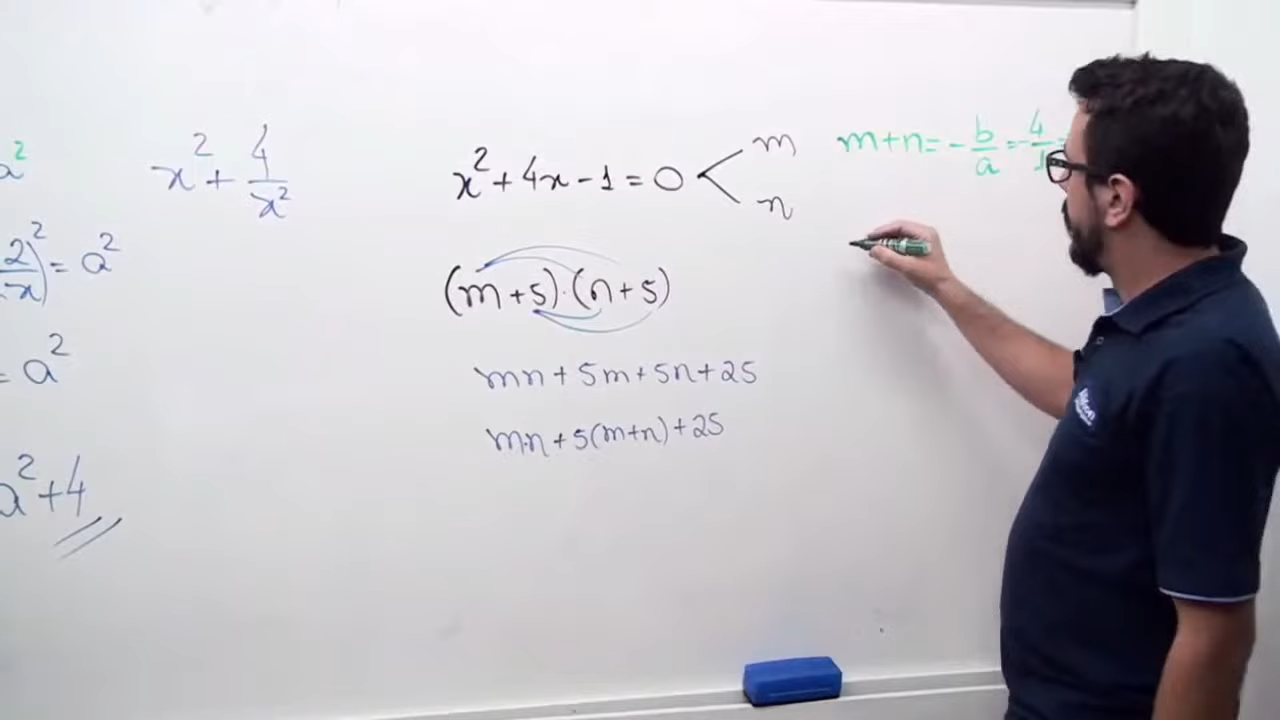 a²
x² + 4/x²
x² + 4x - 1 = 0 < m
n
m + n = - b/a = - 4/1 =
2/x)² = a²
(m + 5) · (n + 5)
= a²
mn + 5m + 5n + 25
m·n + 5(m + n) + 25
a² + 4